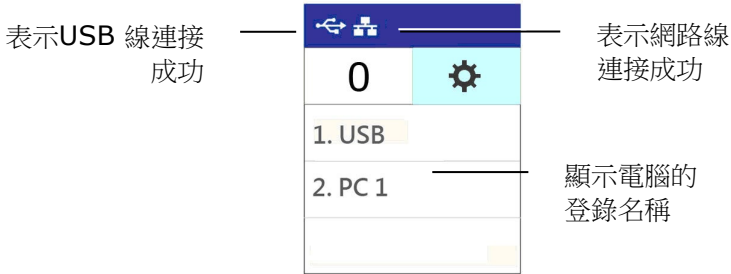 表示USB 線連接
成功
表示網路線
連接成功
0
1. USB
2. PC 1
顯示電腦的
登錄名稱